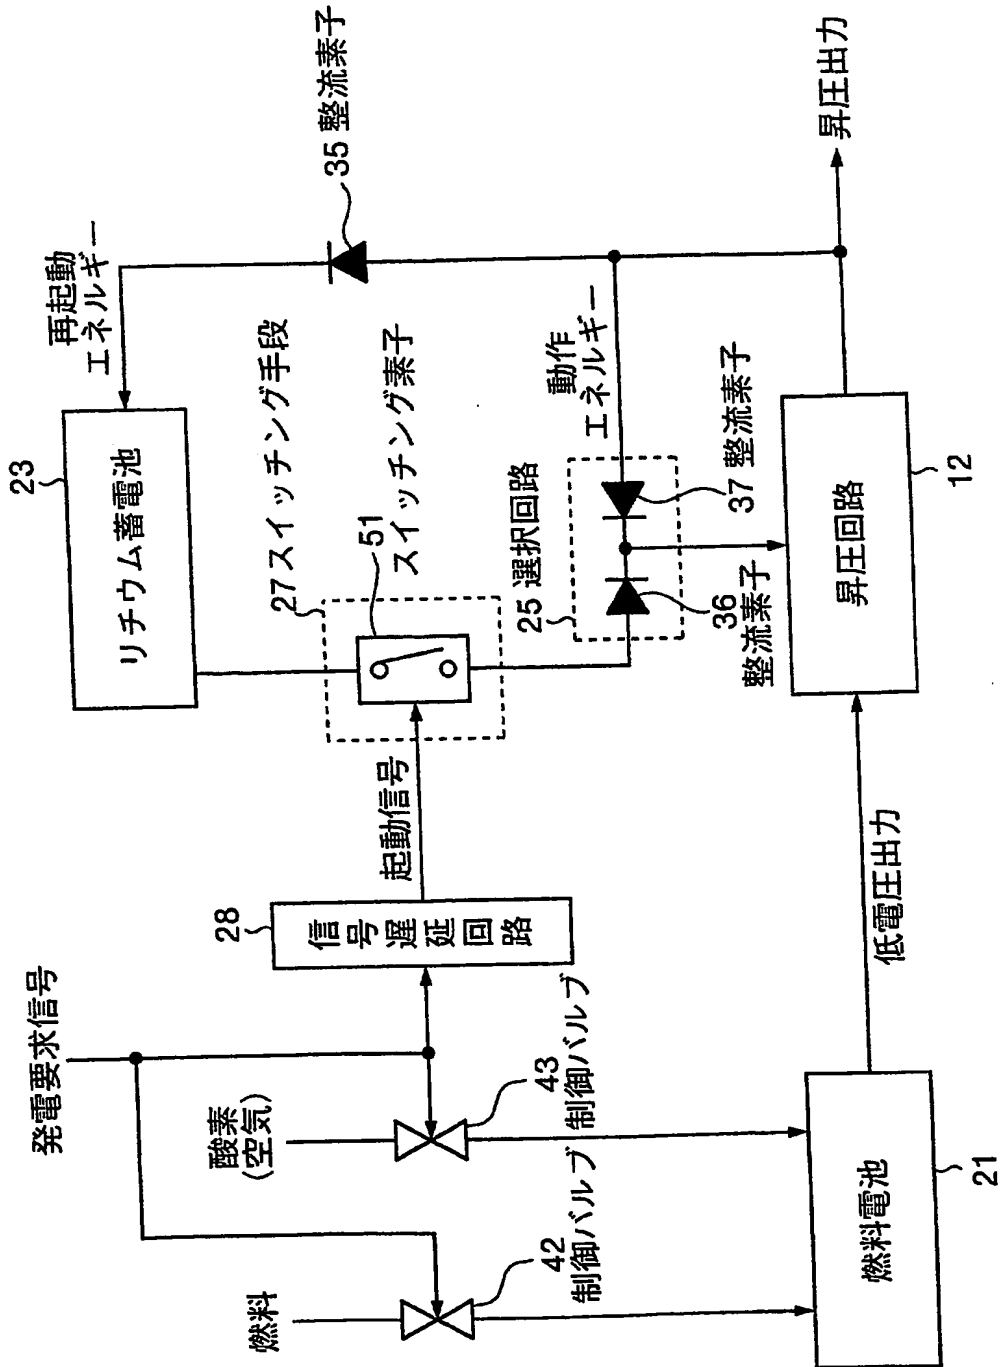 発電要求信号
燃料
酸素
(空気)
42
制御バルブ
43
制御バルブ
燃料電池
21
28
信号遅延回路
起動信号
低電圧出力
23
リチウム蓄電池
再起動
エネルギー
27スイッチング手段
51
スイッチング素子
25 選択回路
36
整流素子
37 整流素子
動作
エネルギー
35 整流素子
昇圧回路
12
昇圧出力